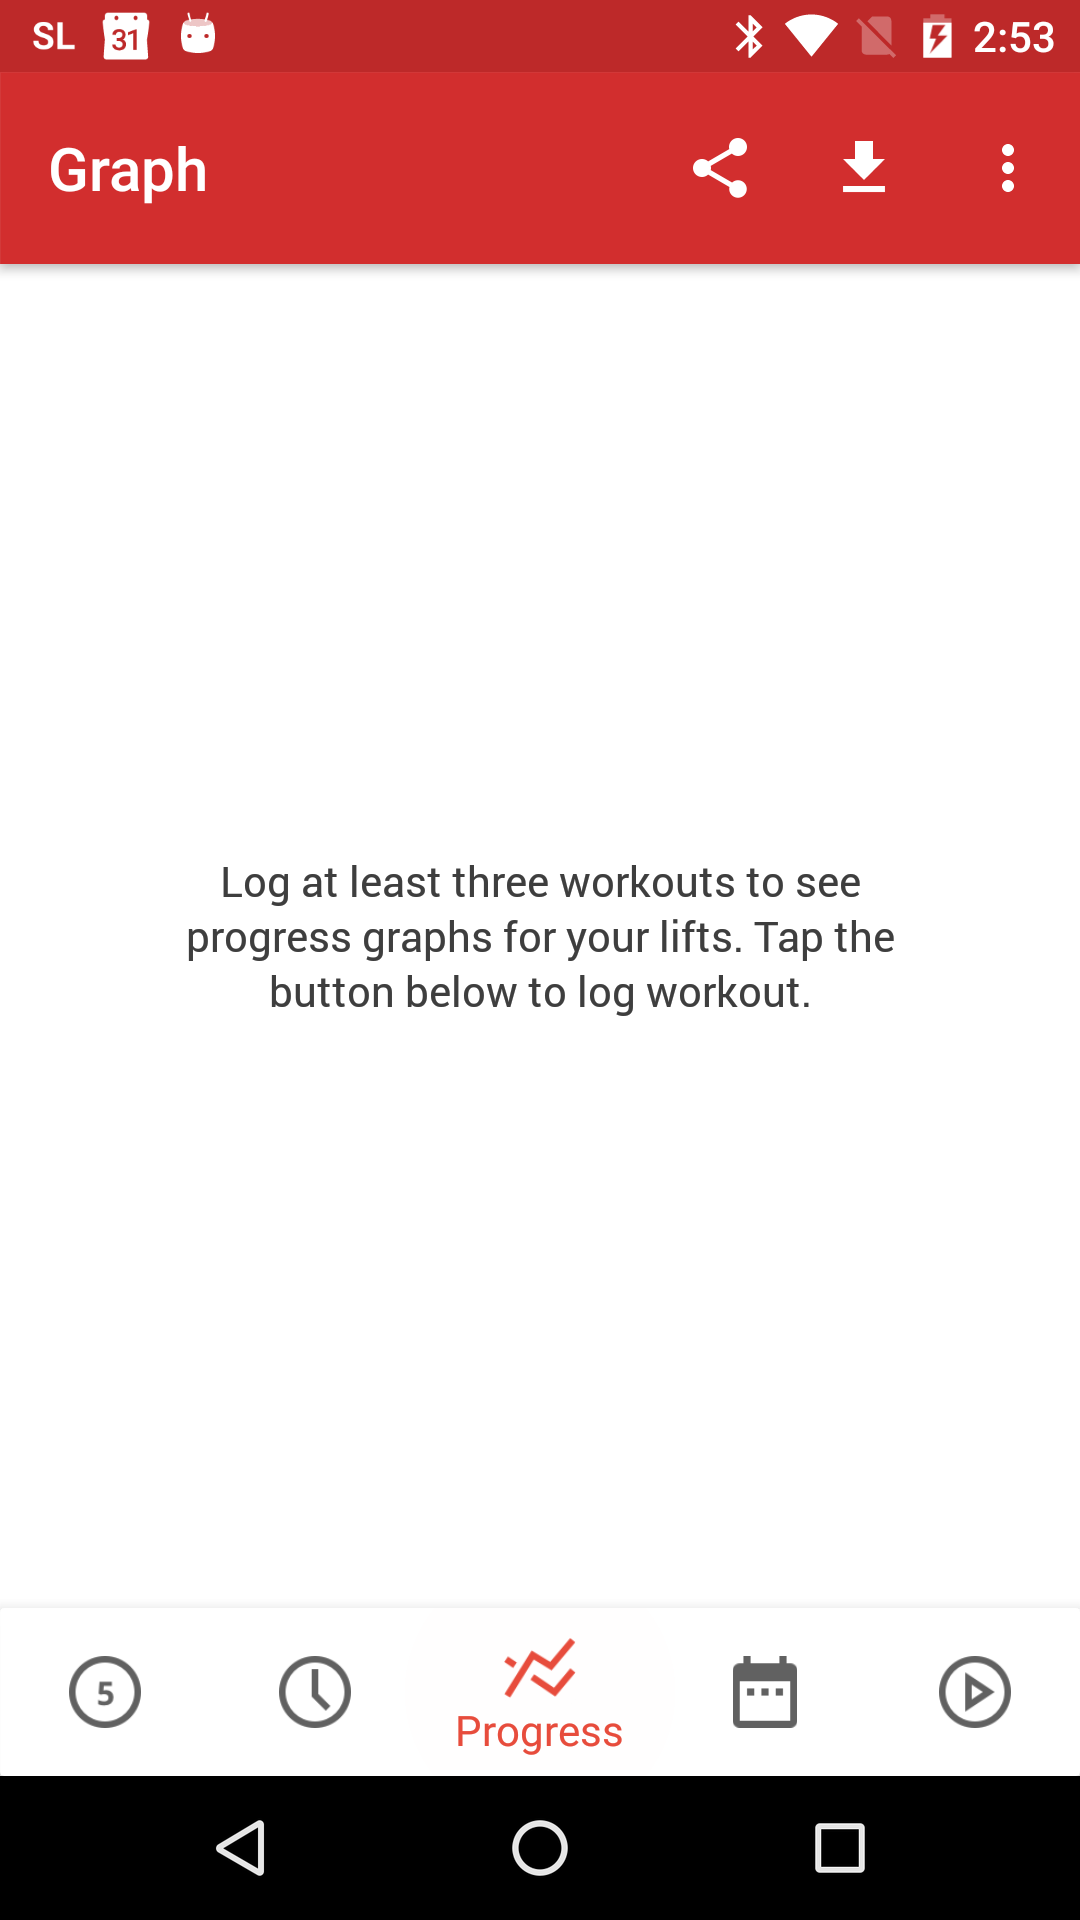 SL 31 2:53
Graph
Log at least three workouts to see
progress graphs for your lifts. Tap the
button below to log workout.
5
Progress